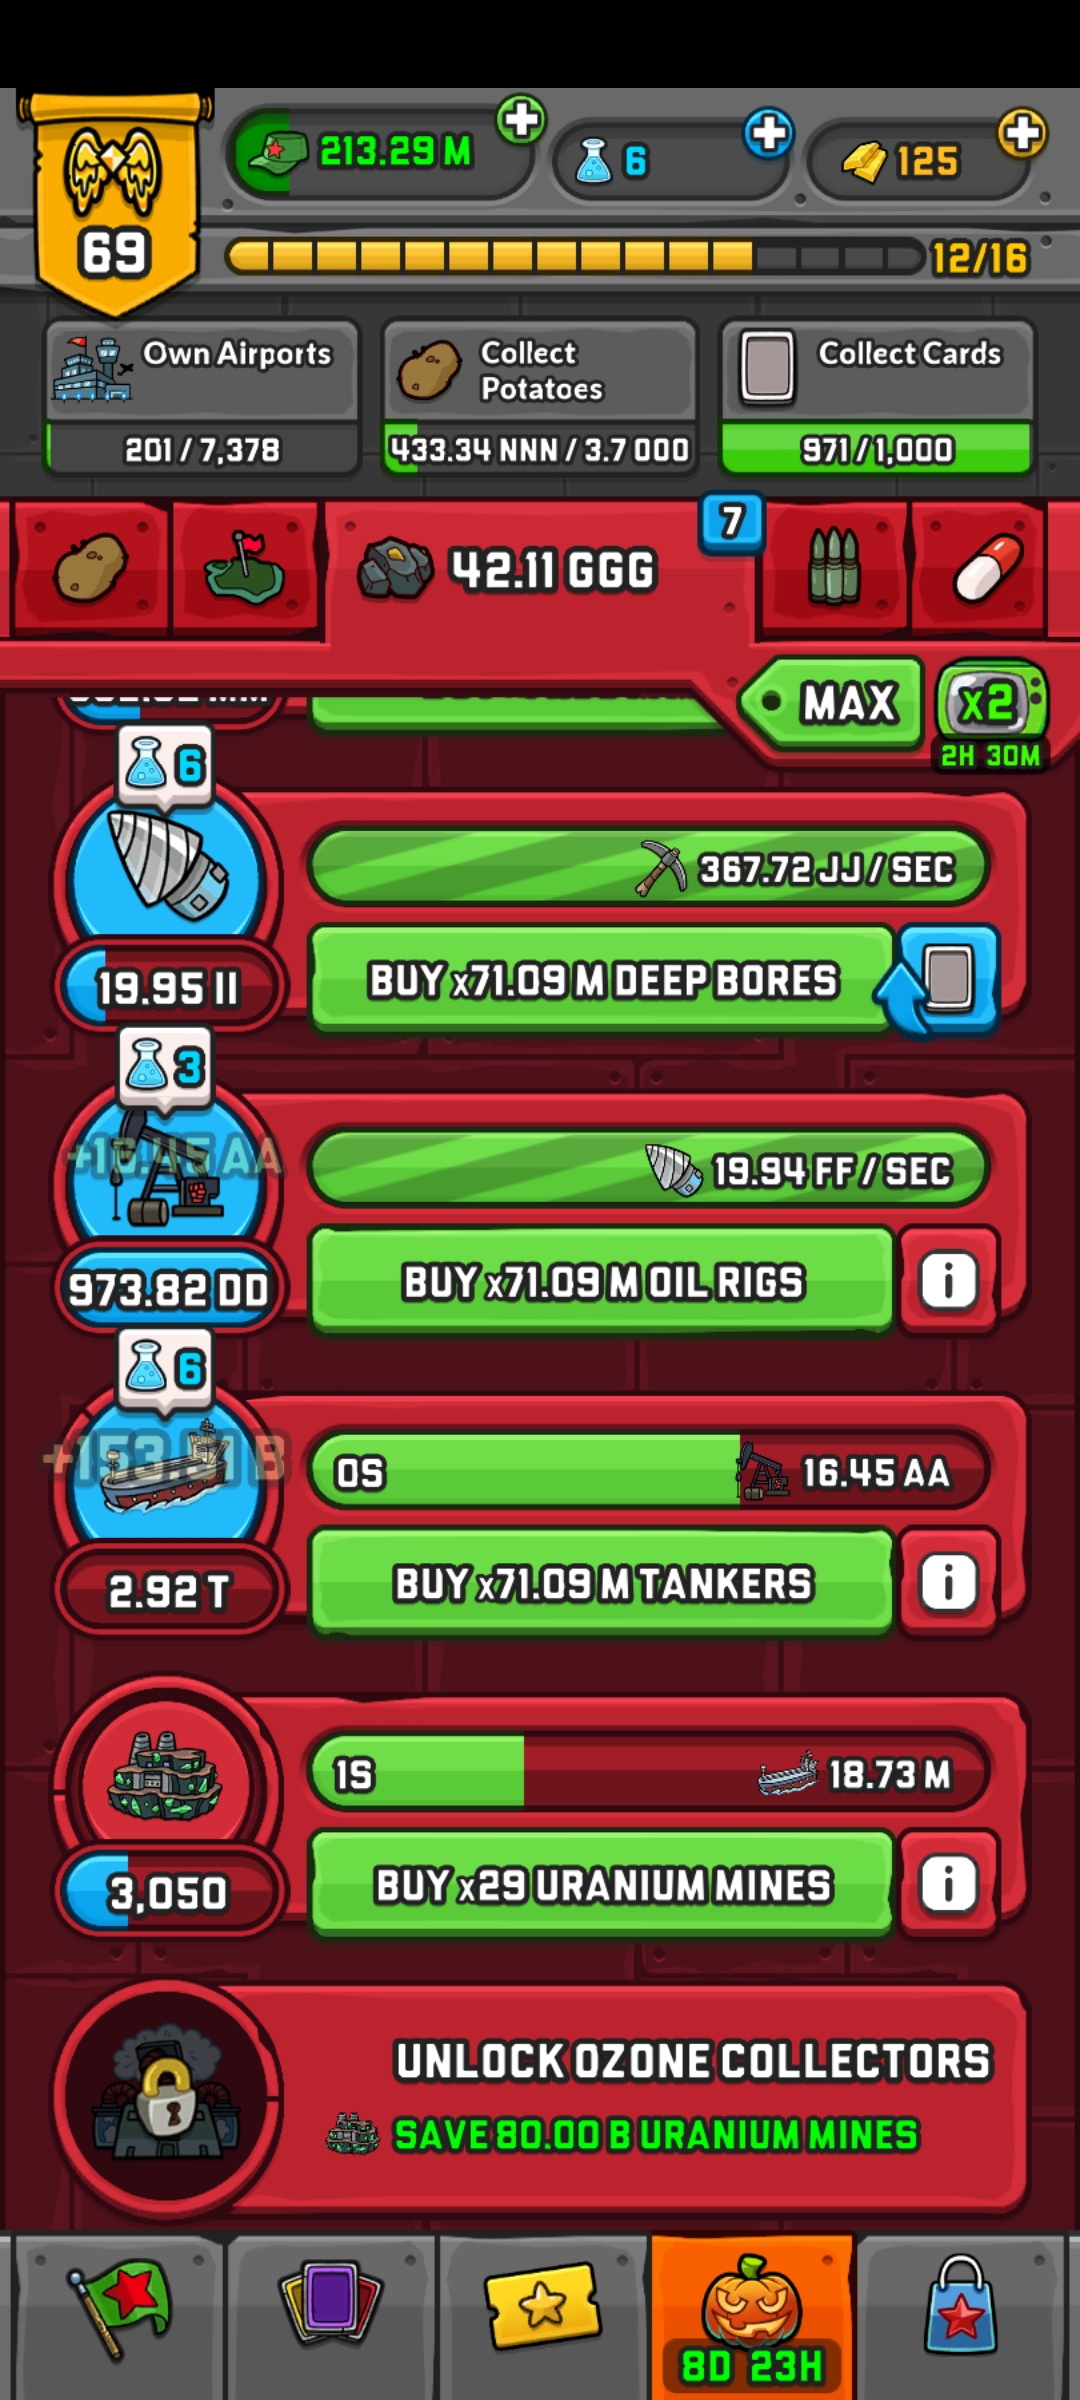 213.29 M
6
125
69
12/16
Own Airports
201 / 7,378
Collect
Potatoes
433.34 NNN / 3.7 OOO
Collect Cards
971 / 1,000
42.11 GGG
7
MAX
x2
2H 30M
6
367.72 JJ / SEC
19.95 II
BUY x71.09 M DEEP BORES
3
+16.45 AA
19.94 FF / SEC
973.82 DD
BUY x71.09 M OIL RIGS
i
6
+153.51 B
0S
16.45 AA
2.92 T
BUY x71.09 M TANKERS
i
1S
18.73 M
3,050
BUY x29 URANIUM MINES
i
UNLOCK OZONE COLLECTORS
SAVE 80.00 B URANIUM MINES
8D 23H